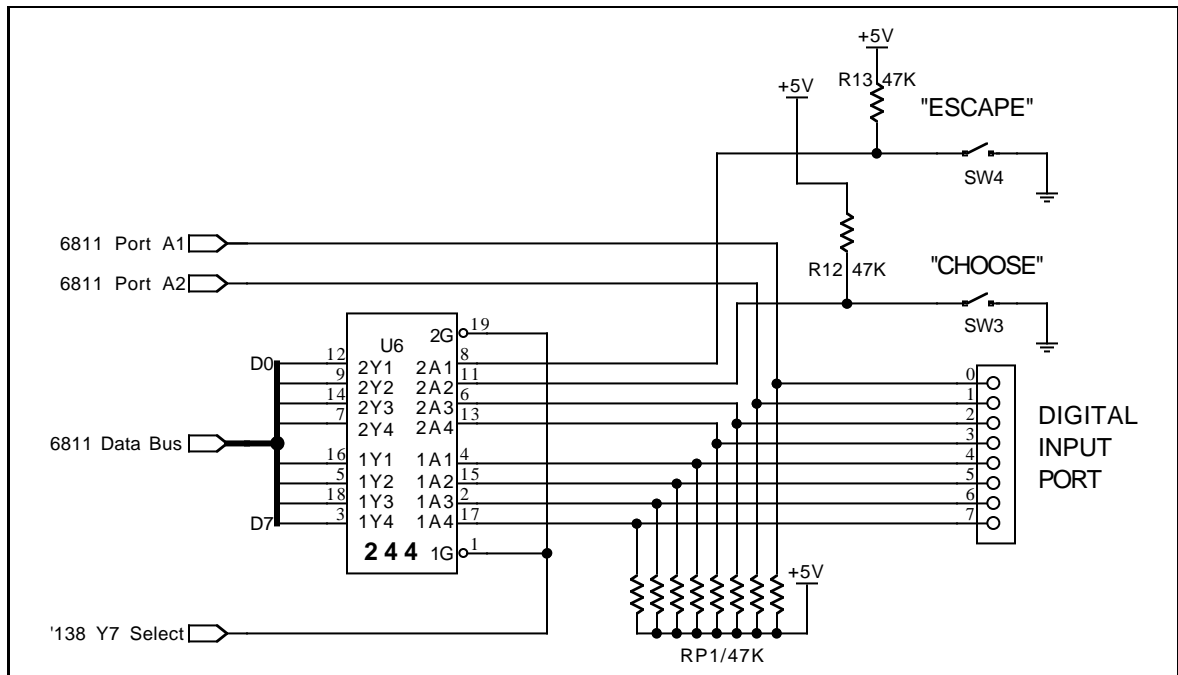 +5V
R13 47K
+5V
"ESCAPE"
SW4
6811 Port A1
R12 47K
"CHOOSE"
6811 Port A2
SW3
U6
2G 19
D0 12 2Y1 2A1 8
9 2Y2 2A2 11
14 2Y3 2A3 6
7 2Y4 2A4 13
6811 Data Bus
16 1Y1 1A1 4
5 1Y2 1A2 15
18 1Y3 1A3 2
D7 3 1Y4 1A4 17
244 1G 1
0
1
2
3
4
5
6
7
DIGITAL
INPUT
PORT
+5V
'138 Y7 Select
RP1/47K